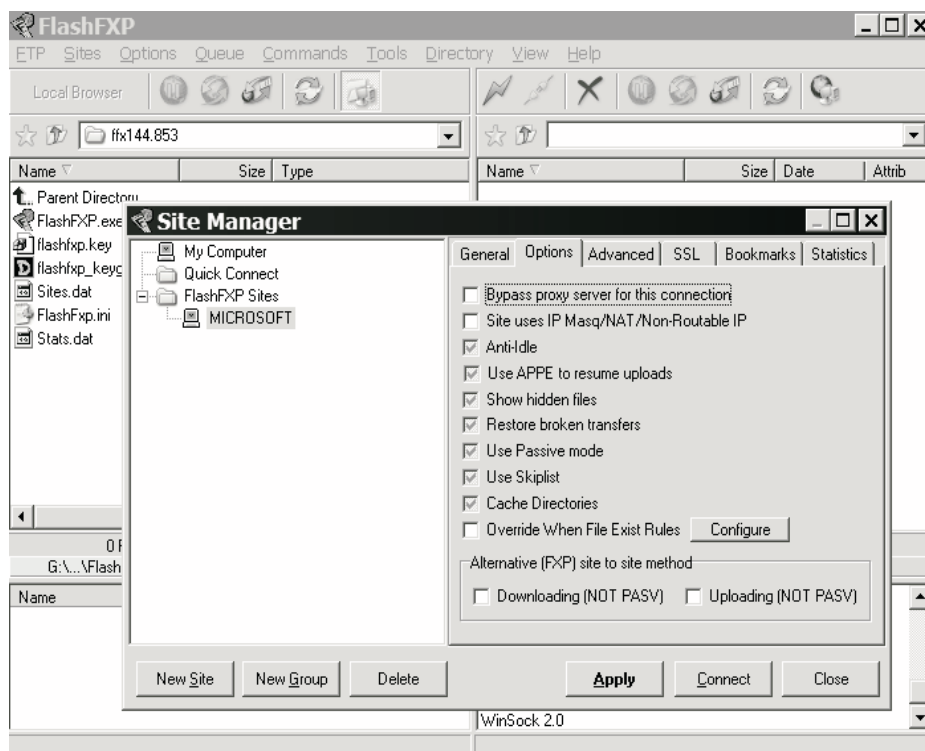 FlashFXP
FTP Sites Options Queue Commands Tools Directory View Help
Local Browser
ffx144.853
Name Size Type
Name Size Date Attrib
Parent Directory
FlashFXP.exe
flashfxp.key
flashfxp_keyg
Sites.dat
FlashFxp.ini
Stats.dat
Site Manager
My Computer
Quick Connect
FlashFXP Sites
MICROSOFT
General Options Advanced SSL Bookmarks Statistics
Bypass proxy server for this connection
Site uses IP Masq/NAT/Non-Routable IP
Anti-Idle
Use APPE to resume uploads
Show hidden files
Restore broken transfers
Use Passive mode
Use Skiplist
Cache Directories
Override When File Exist Rules Configure
Alternative (FXP) site to site method
Downloading (NOT PASV) Uploading (NOT PASV)
New Site New Group Delete Apply Connect Close
0 F
G:\...\Flash
Name
WinSock 2.0